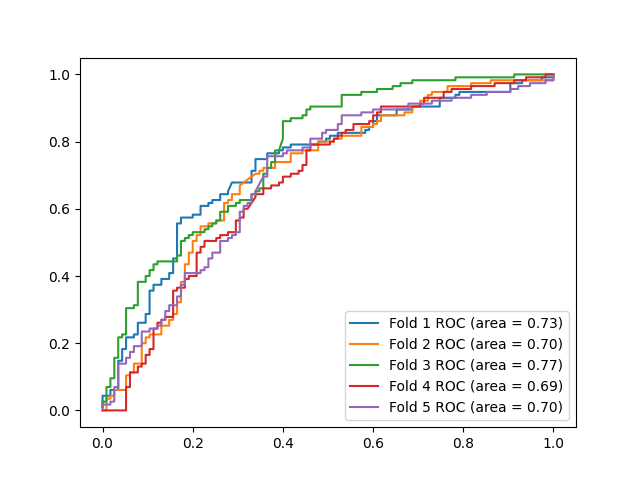 1.0
0.8
0.6
0.4
0.2
0.0
Fold 1 ROC (area = 0.73)
Fold 2 ROC (area = 0.70)
Fold 3 ROC (area = 0.77)
Fold 4 ROC (area = 0.69)
Fold 5 ROC (area = 0.70)
0.0 0.2 0.4 0.6 0.8 1.0